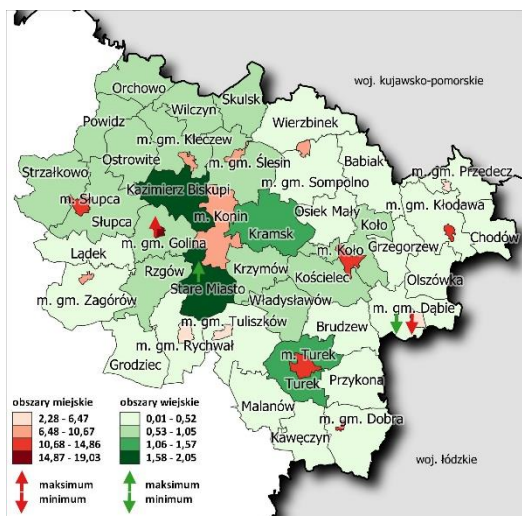 woj. kujawsko-pomorskie
Orchowo
Skulsk
Wilczyn
Wierzbinek
Powidz
m. gm. Kleczew
Ostrowite
m. gm. Ślesin
Babiak
m. gm. Przedecz
Strzałkowo
m. gm. Sompolno
Kazimierz Biskupi
m. gm. Kłodawa
m. Słupca
Osiek Mały
m. Konin
Słupca
Koło
Chodów
Kramsk
m. gm. Golina
m. Koło
Grzegorzew
Lądek
Olszówka
Rzgów
Krzymów
Kościelec
Stare Miasto
m. gm. Zagórów
Władysławów
m. gm. Dąbie
m. gm. Tuliszków
Brudzew
m. gm. Rychwał
Grodziec
m. Turek
Turek
Przykona
Malanów
m. gm. Dobra
Kawęczyn
woj. łódzkie
obszary miejskie
2,28 - 6,47
6,48 - 10,67
10,68 - 14,86
14,87 - 19,03
maksimum
minimum
obszary wiejskie
0,01 - 0,52
0,53 - 1,05
1,06 - 1,57
1,58 - 2,05
maksimum
minimum